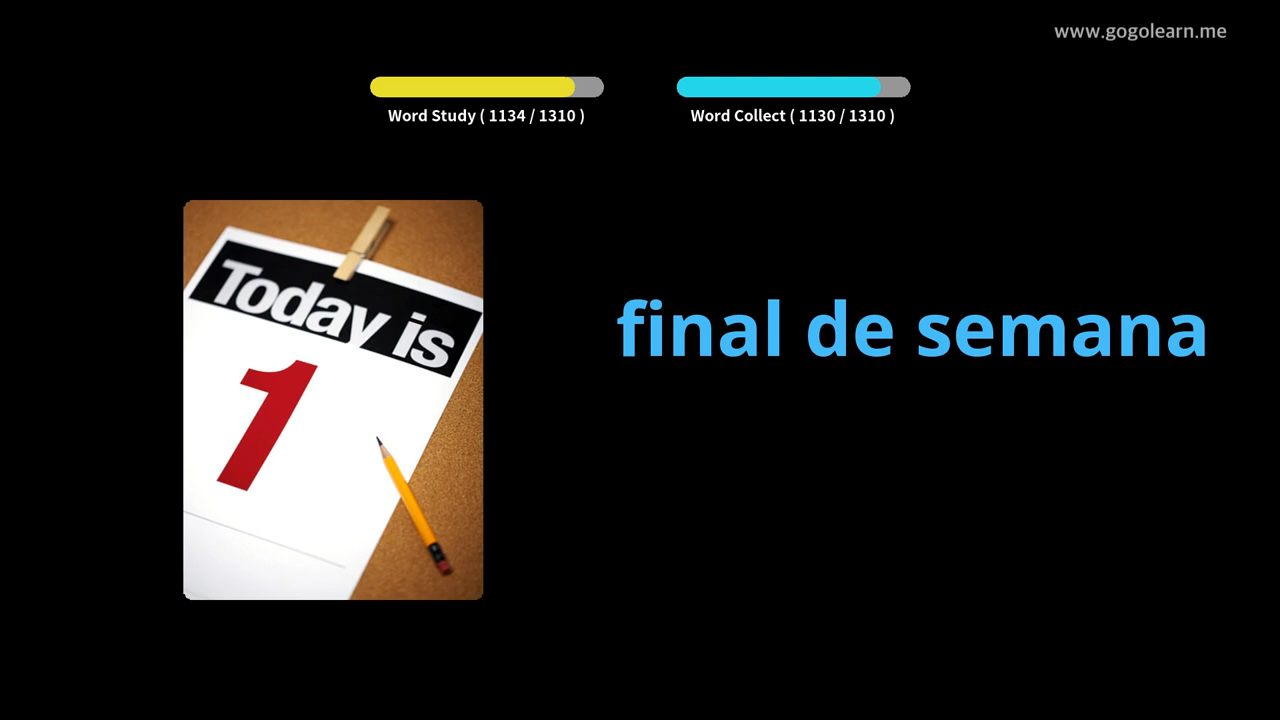 www.gogolearn.me
Word Study ( 1134 / 1310 )
Word Collect ( 1130 / 1310 )
Today is
1
final de semana